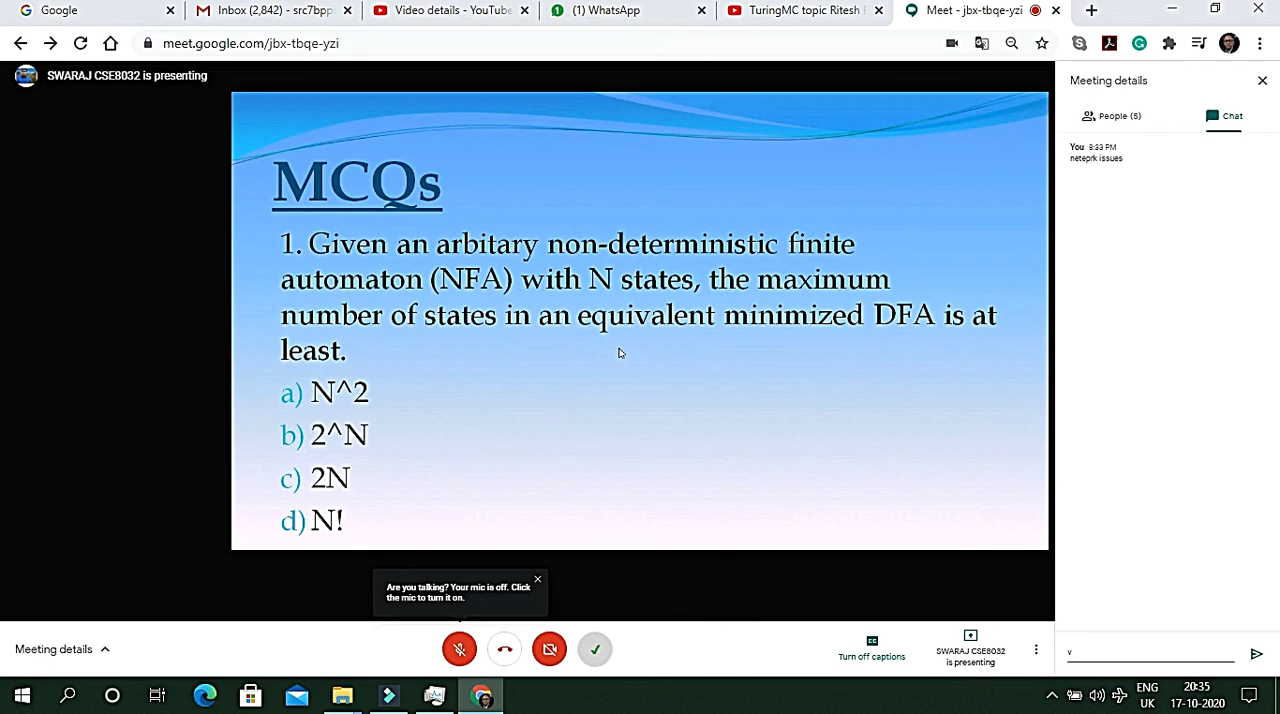 Google
Inbox (2,842) - src7bpp
Video details - YouTube
(1) WhatsApp
TuringMC topic Ritesh
Meet - jbx-tbqe-yzi
meet.google.com/jbx-tbqe-yzi
SWARAJ CSE8032 is presenting
Meeting details
People (5)
Chat
You 8:33 PM
neteprk issues
MCQs
1. Given an arbitary non-deterministic finite
automaton (NFA) with N states, the maximum
number of states in an equivalent minimized DFA is at
least.
a) N^2
b) 2^N
c) 2N
d) N!
Are you talking? Your mic is off. Click
the mic to turn it on.
Meeting details
Turn off captions
SWARAJ CSE8032
is presenting
v
ENG
UK
20:35
17-10-2020